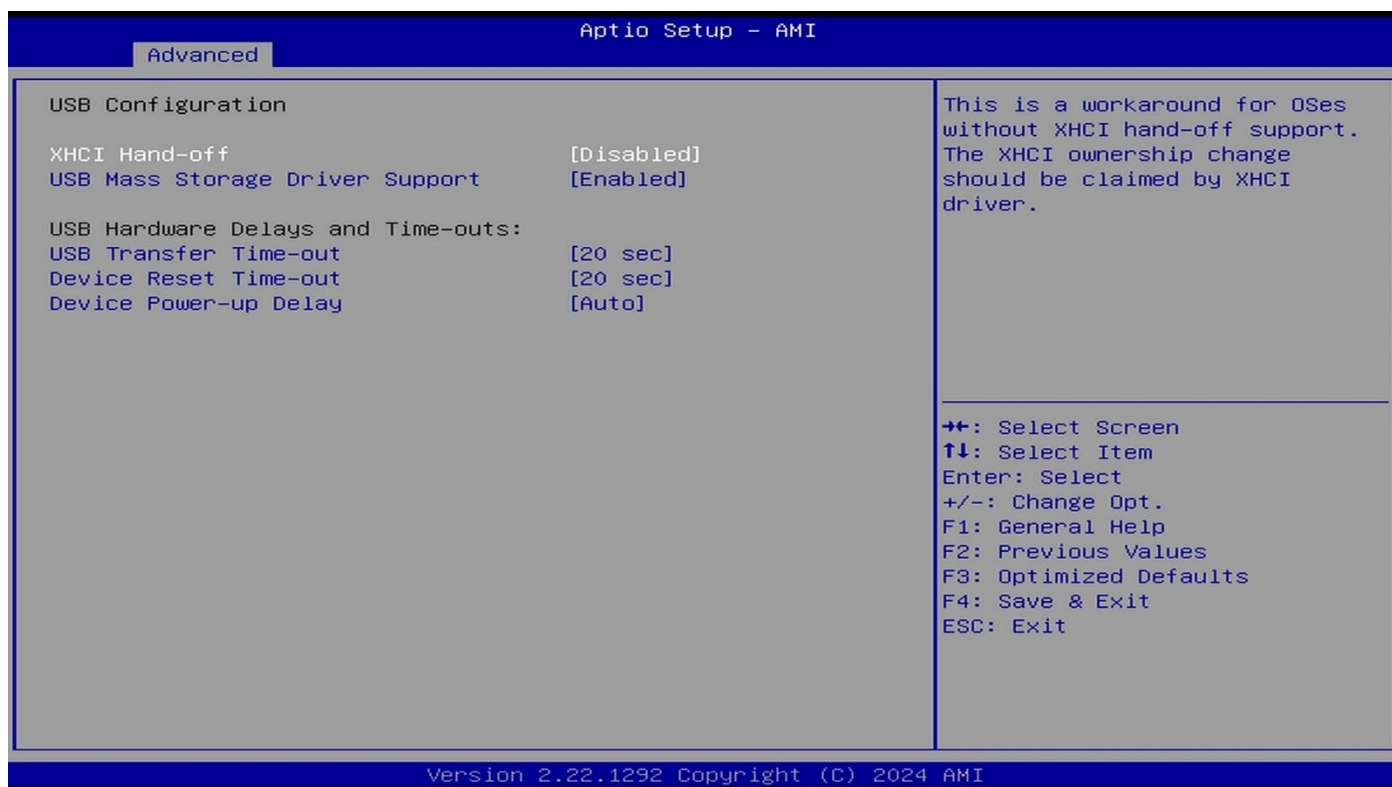 Aptio Setup – AMI
Advanced
USB Configuration
XHCI Hand-off [Disabled]
USB Mass Storage Driver Support [Enabled]
USB Hardware Delays and Time-outs:
USB Transfer Time-out [20 sec]
Device Reset Time-out [20 sec]
Device Power-up Delay [Auto]
This is a workaround for OSes
without XHCI hand-off support.
The XHCI ownership change
should be claimed by XHCI
driver.
→←: Select Screen
↑↓: Select Item
Enter: Select
+/-: Change Opt.
F1: General Help
F2: Previous Values
F3: Optimized Defaults
F4: Save & Exit
ESC: Exit
Version 2.22.1292 Copyright (C) 2024 AMI